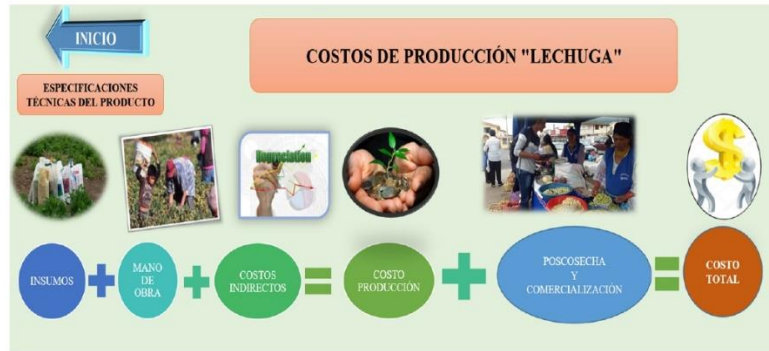 INICIO
COSTOS DE PRODUCCIÓN "LECHUGA"
ESPECIFICACIONES
TÉCNICAS DEL PRODUCTO
Negociation
INSUMOS
MANO
DE
OBRA
COSTOS
INDIRECTOS
COSTO
PRODUCCIÓN
POSCOSECHA
Y
COMERCIALIZACIÓN
COSTO
TOTAL